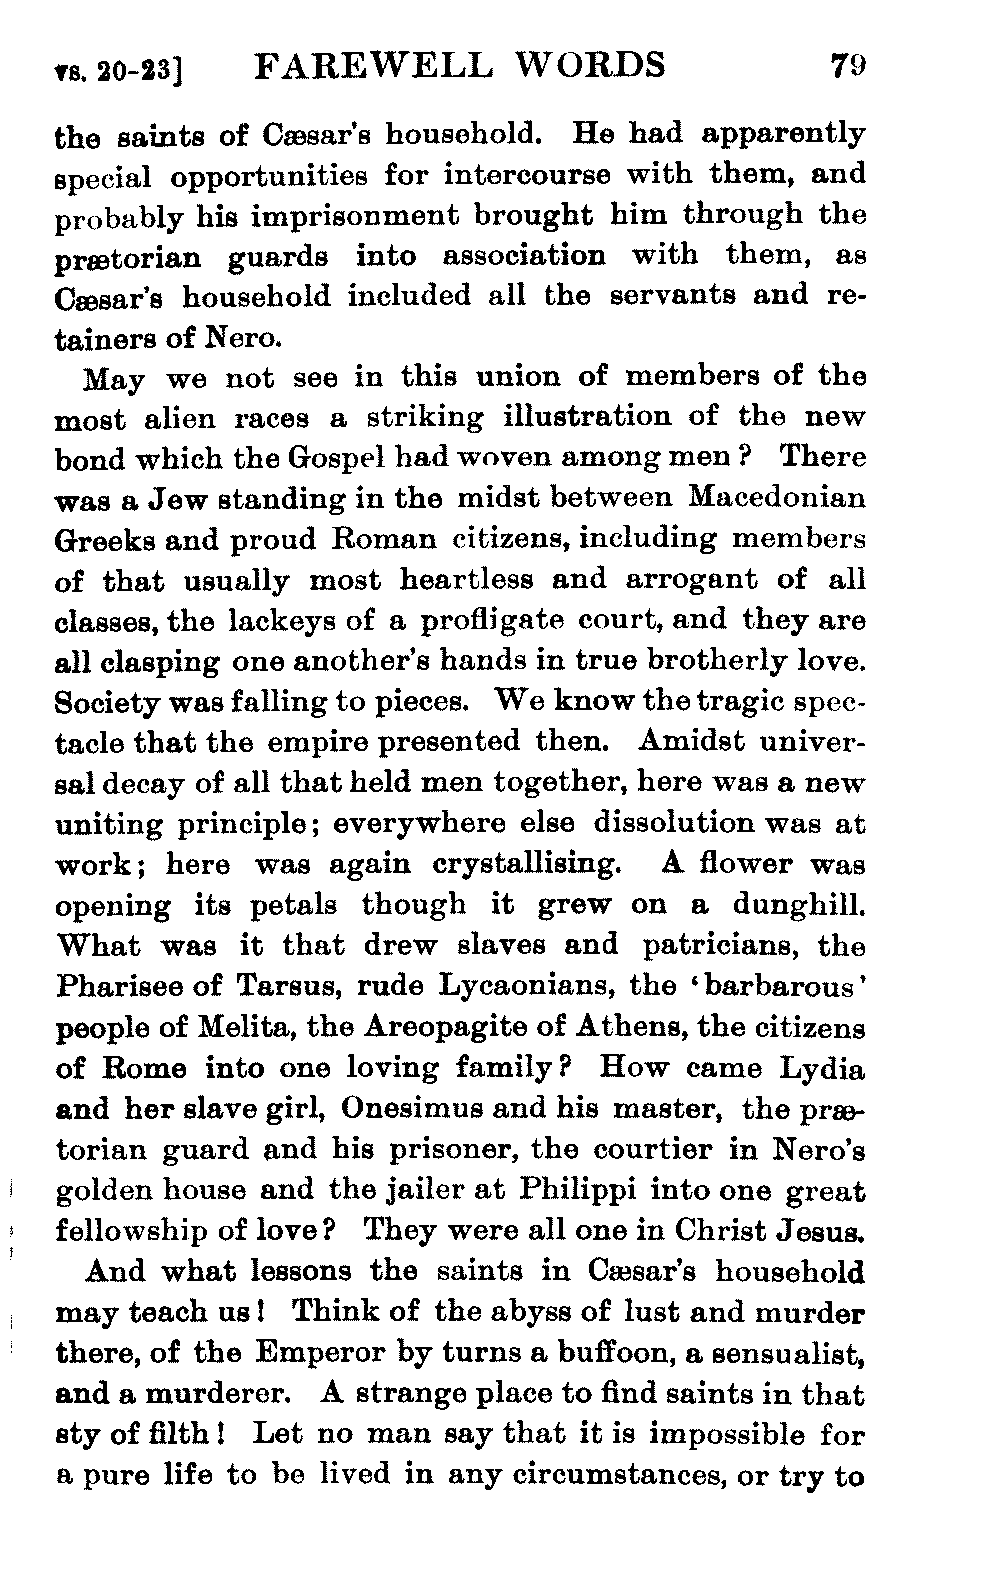 vs. 20-23] FAREWELL WORDS 79
the saints of Cæsar's household. He had apparently
special opportunities for intercourse with them, and
probably his imprisonment brought him through the
prætorian guards into association with them, as
Cæsar's household included all the servants and re-
tainers of Nero.
May we not see in this union of members of the
most alien races a striking illustration of the new
bond which the Gospel had woven among men? There
was a Jew standing in the midst between Macedonian
Greeks and proud Roman citizens, including members
of that usually most heartless and arrogant of all
classes, the lackeys of a profligate court, and they are
all clasping one another's hands in true brotherly love.
Society was falling to pieces. We know the tragic spec-
tacle that the empire presented then. Amidst univer-
sal decay of all that held men together, here was a new
uniting principle; everywhere else dissolution was at
work; here was again crystallising. A flower was
opening its petals though it grew on a dunghill.
What was it that drew slaves and patricians, the
Pharisee of Tarsus, rude Lycaonians, the 'barbarous'
people of Melita, the Areopagite of Athens, the citizens
of Rome into one loving family? How came Lydia
and her slave girl, Onesimus and his master, the præ-
torian guard and his prisoner, the courtier in Nero's
golden house and the jailer at Philippi into one great
fellowship of love? They were all one in Christ Jesus.
And what lessons the saints in Cæsar's household
may teach us! Think of the abyss of lust and murder
there, of the Emperor by turns a buffoon, a sensualist,
and a murderer. A strange place to find saints in that
sty of filth! Let no man say that it is impossible for
a pure life to be lived in any circumstances, or try to